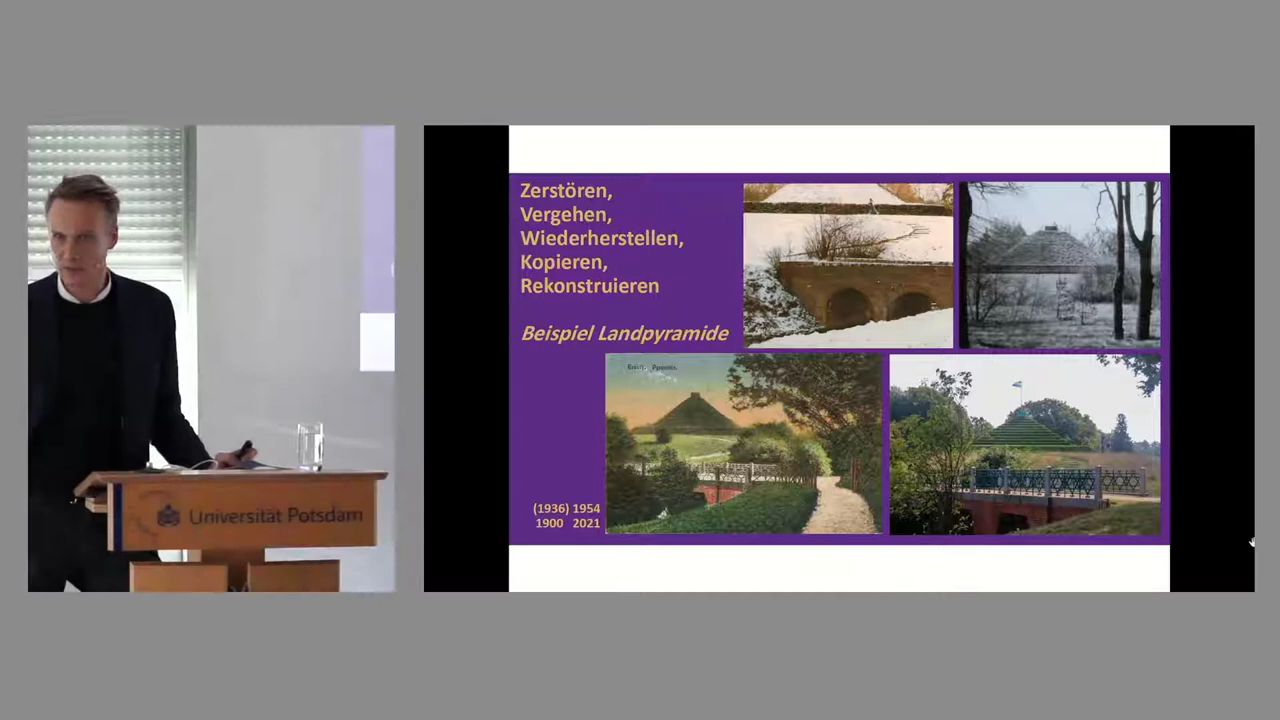 Zerstören,
Vergehen,
Wiederherstellen,
Kopieren,
Rekonstruieren
Beispiel Landpyramide
(1936) 1954
1900 2021
Universität Potsdam